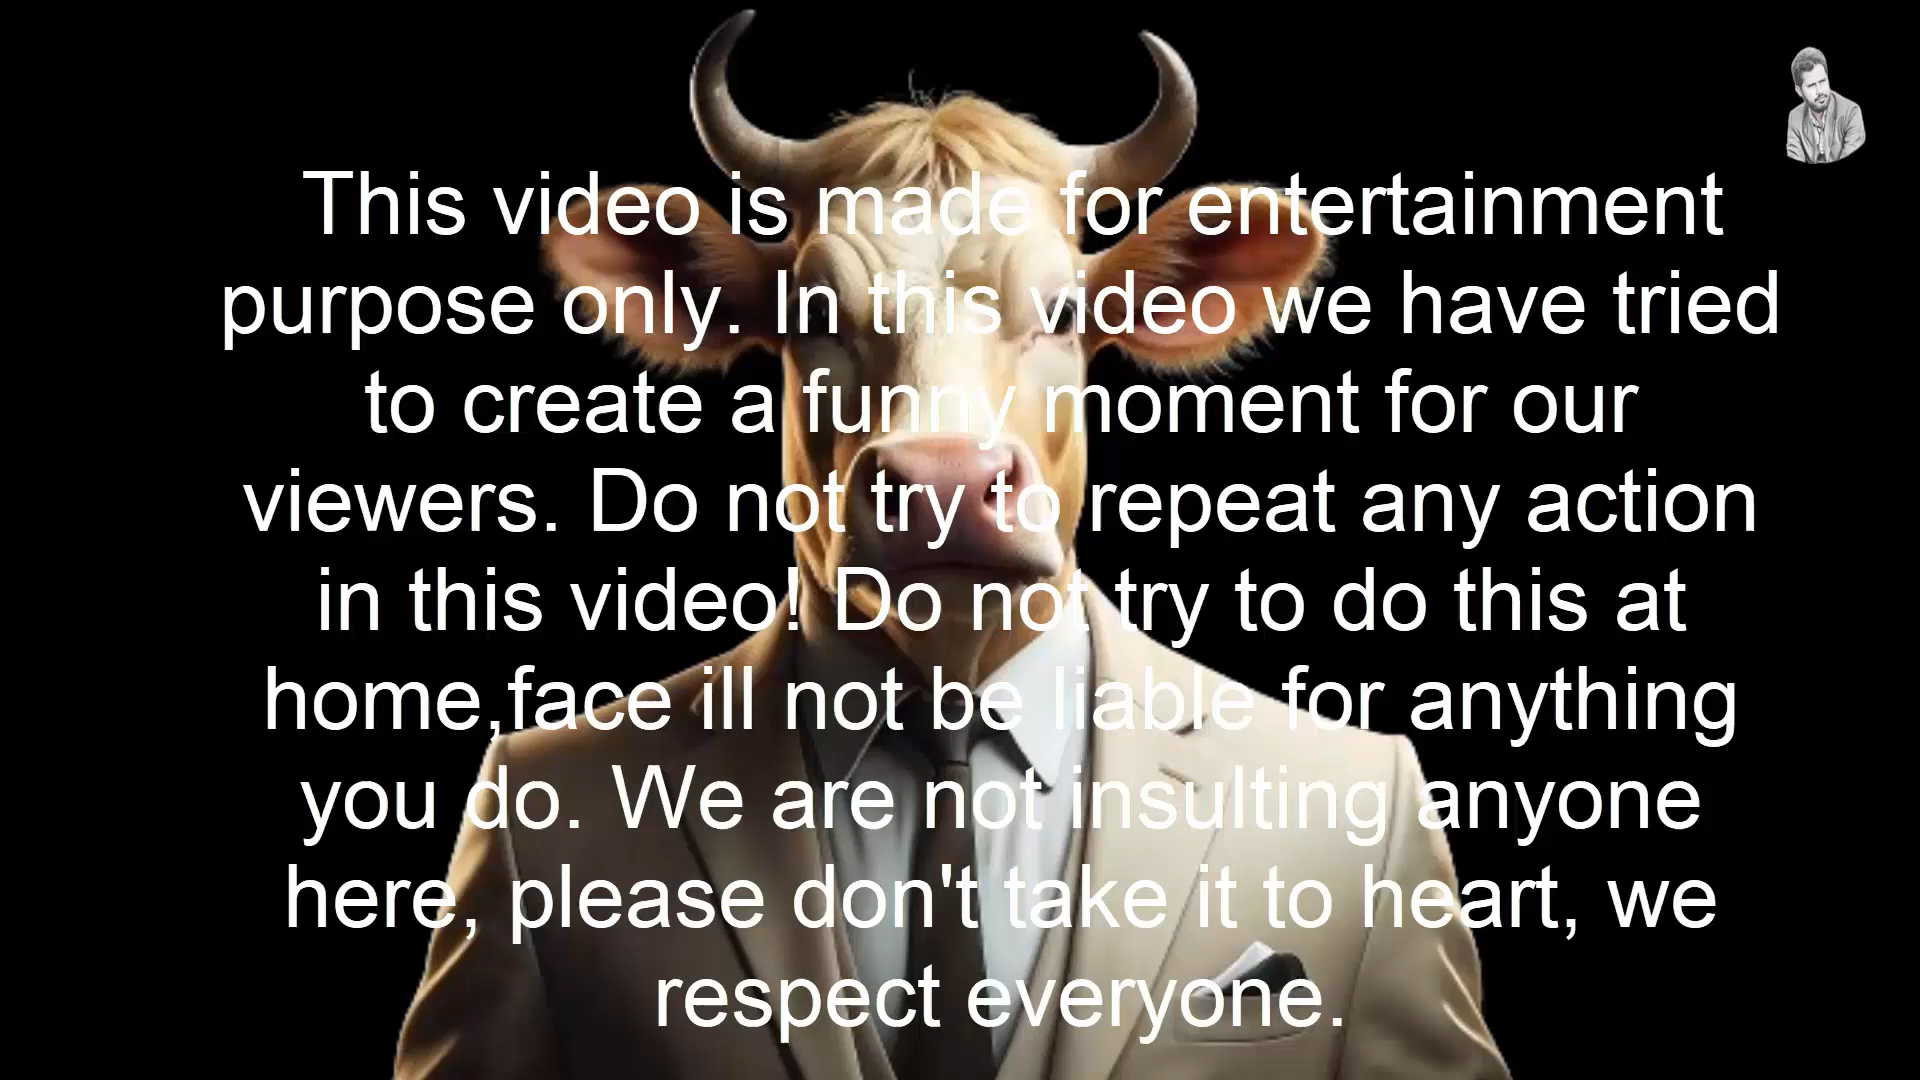 This video is made for entertainment
purpose only. In this video we have tried
to create a funny moment for our
viewers. Do not try to repeat any action
in this video! Do not try to do this at
home,face ill not be liable for anything
you do. We are not insulting anyone
here, please don't take it to heart, we
respect everyone.